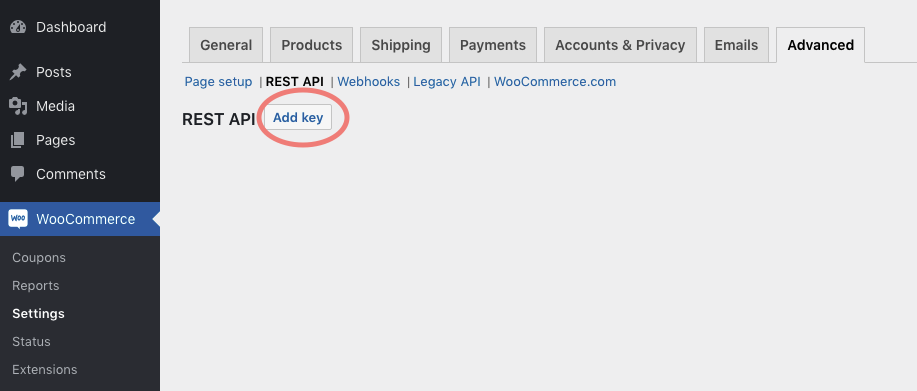 Dashboard
Posts
Media
Pages
Comments
Woo WooCommerce
Coupons
Reports
Settings
Status
Extensions
General Products Shipping Payments Accounts & Privacy Emails Advanced
Page setup | REST API | Webhooks | Legacy API | WooCommerce.com
REST API Add key